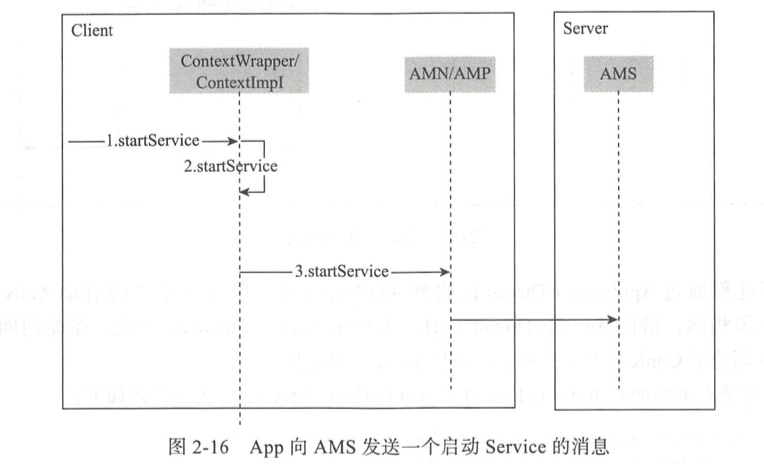 Client
Server
ContextWrapper/
ContextImpI
AMN/AMP
AMS
1.startService
2.startService
3.startService
图 2-16 App 向 AMS 发送一个启动 Service 的消息